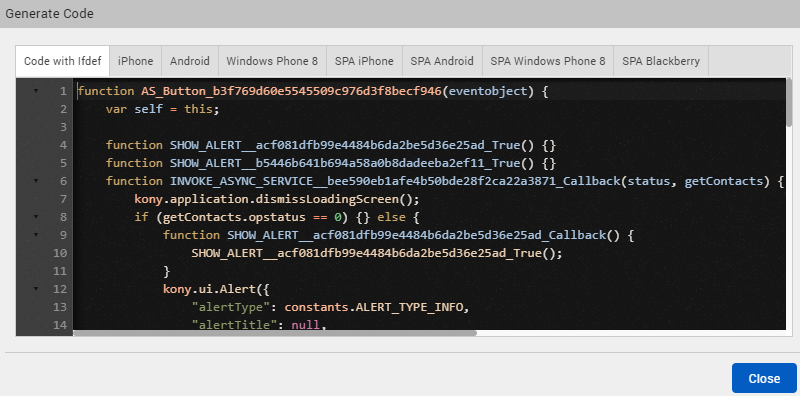 Generate Code
Code with Ifdef iPhone Android Windows Phone 8 SPA iPhone SPA Android SPA Windows Phone 8 SPA Blackberry
1 function AS_Button_b3f769d60e5545509c976d3f8becf946(eventobject) {
2     var self = this;
3
4     function SHOW_ALERT__acf081dfb99e4484b6da2be5d36e25ad_True() {}
5     function SHOW_ALERT__b5446b641b694a58a0b8dadeeba2ef11_True() {}
6     function INVOKE_ASYNC_SERVICE__bee590eb1afe4b50bde28f2ca22a3871_Callback(status, getContacts) {
7         kony.application.dismissLoadingScreen();
8         if (getContacts.opstatus == 0) {} else {
9             function SHOW_ALERT__acf081dfb99e4484b6da2be5d36e25ad_Callback() {
10                 SHOW_ALERT__acf081dfb99e4484b6da2be5d36e25ad_True();
11             }
12             kony.ui.Alert({
13                 "alertType": constants.ALERT_TYPE_INFO,
14                 "alertTitle": null,
Close